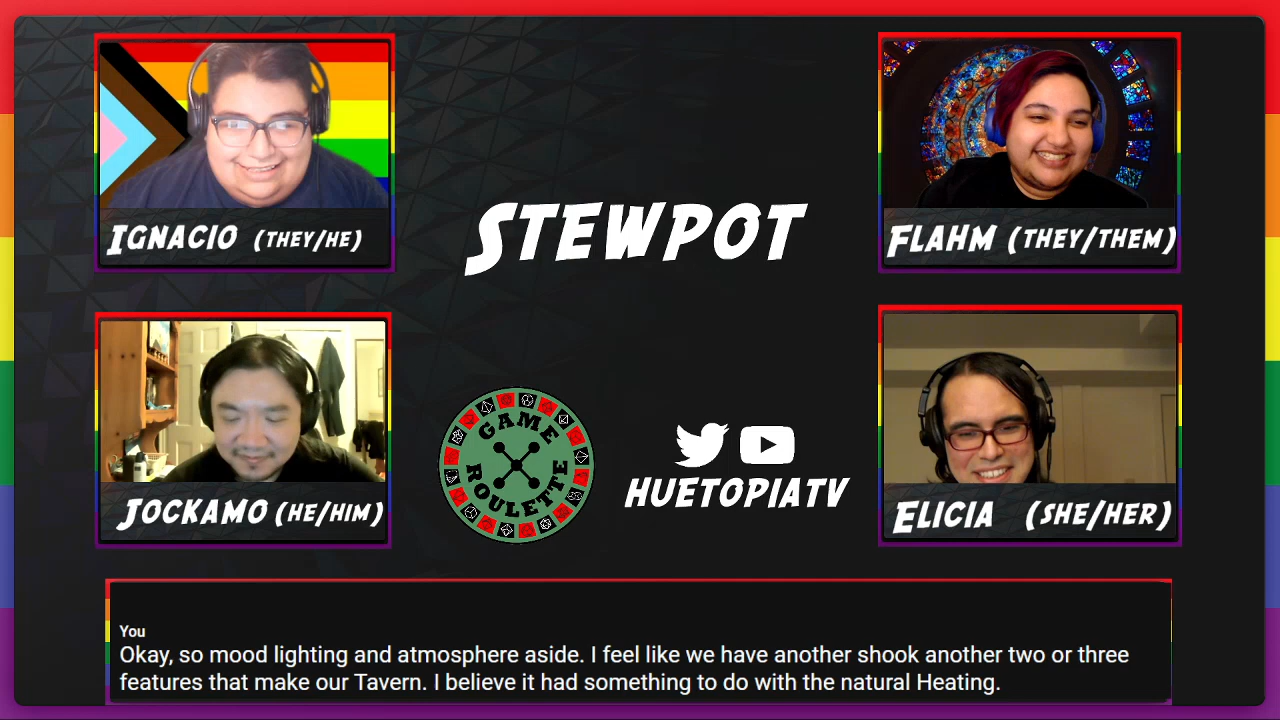 Ignacio (they/he)
Flahm (they/them)
Stewpot
GAME
ROULETTE
HUETOPIATV
Jockamo (he/him)
Elicia (she/her)
You
Okay, so mood lighting and atmosphere aside. I feel like we have another shook another two or three
features that make our Tavern. I believe it had something to do with the natural Heating.